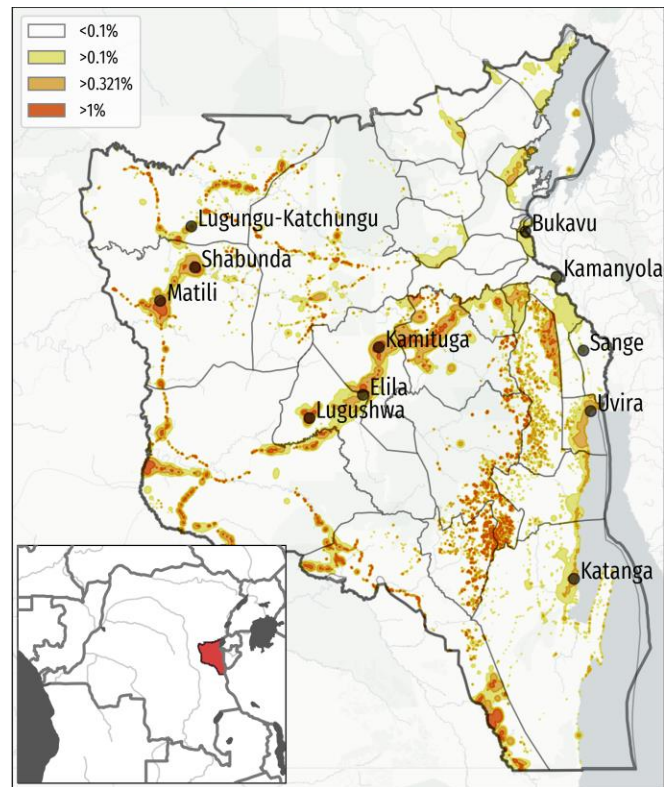 <0.1%
>0.1%
>0.321%
>1%
Lugungu-Katchungu
Bukavu
Shabunda
Kamanyola
Matili
Kamituga
Sange
Elila
Uvira
Lugushwa
Katanga